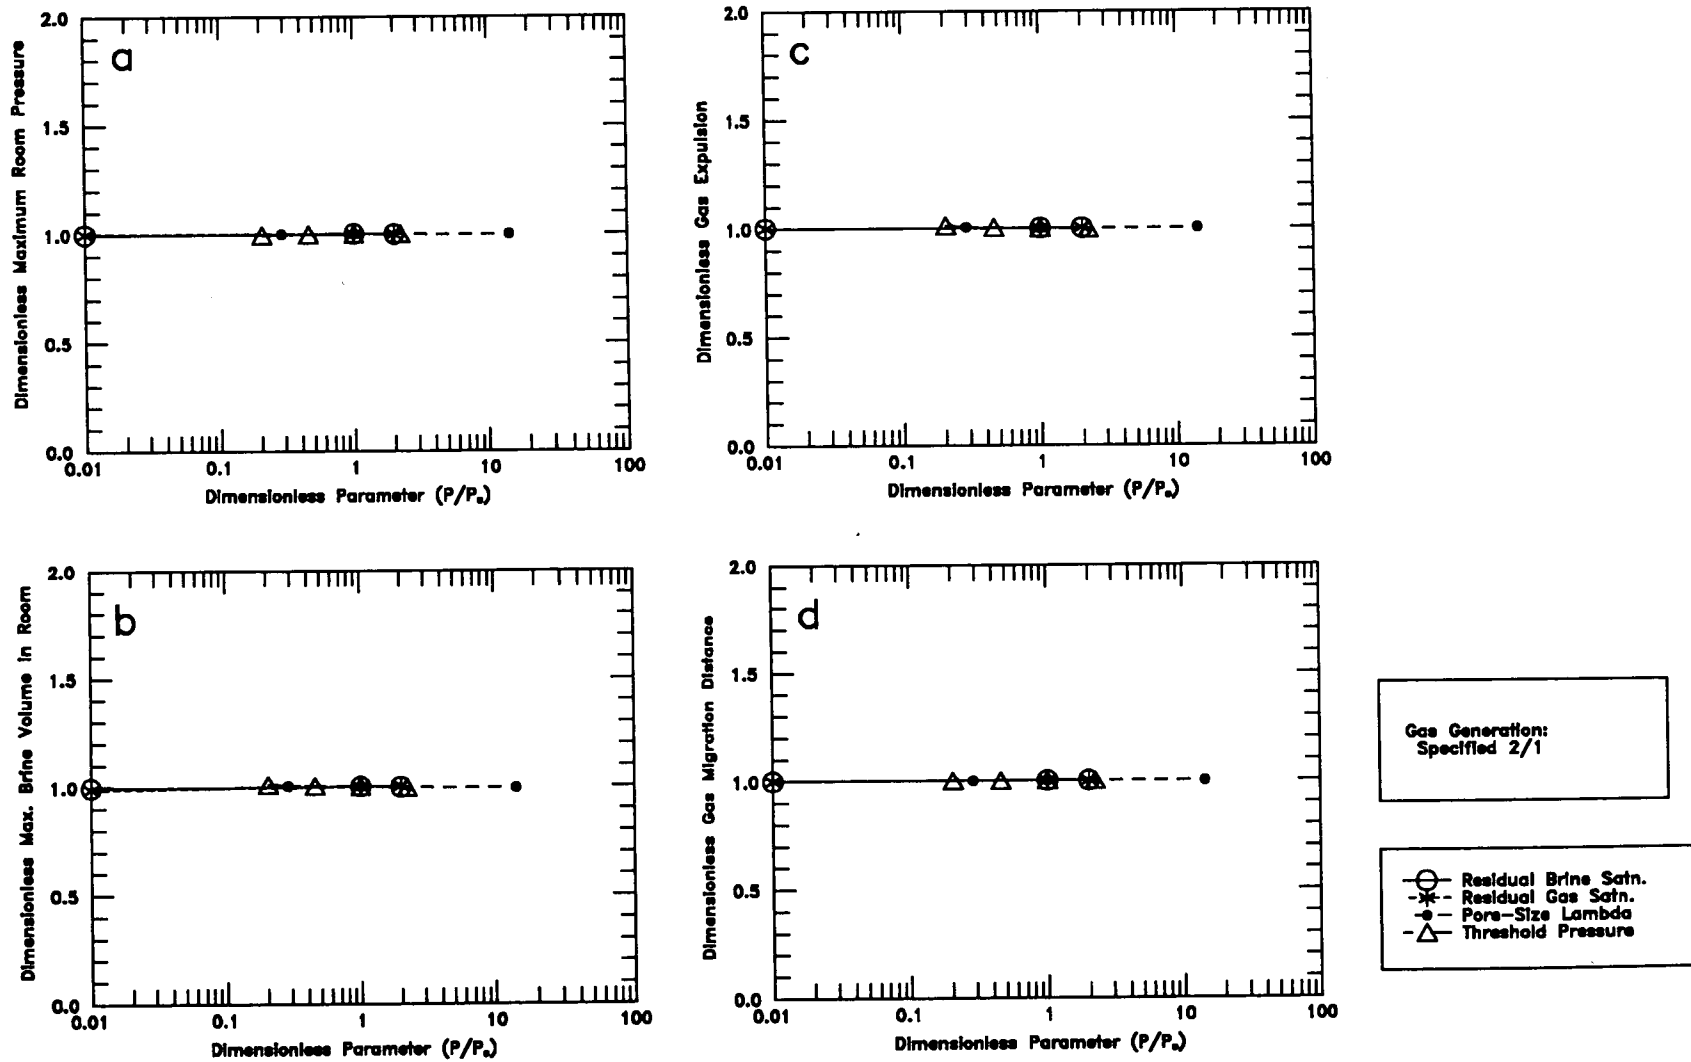 a
Dimensionless Maximum Room Pressure
2.0
1.5
1.0
0.5
0.0
0.01 0.1 1 10 100
Dimensionless Parameter (P/Pₒ)
c
Dimensionless Gas Expulsion
2.0
1.5
1.0
0.5
0.0
0.01 0.1 1 10 100
Dimensionless Parameter (P/Pₒ)
b
Dimensionless Max. Brine Volume in Room
2.0
1.5
1.0
0.5
0.0
0.01 0.1 1 10 100
Dimensionless Parameter (P/Pₒ)
d
Dimensionless Gas Migration Distance
2.0
1.5
1.0
0.5
0.0
0.01 0.1 1 10 100
Dimensionless Parameter (P/Pₒ)
Gas Generation:
Specified 2/1
Residual Brine Satn.
Residual Gas Satn.
Pore-Size Lambda
Threshold Pressure